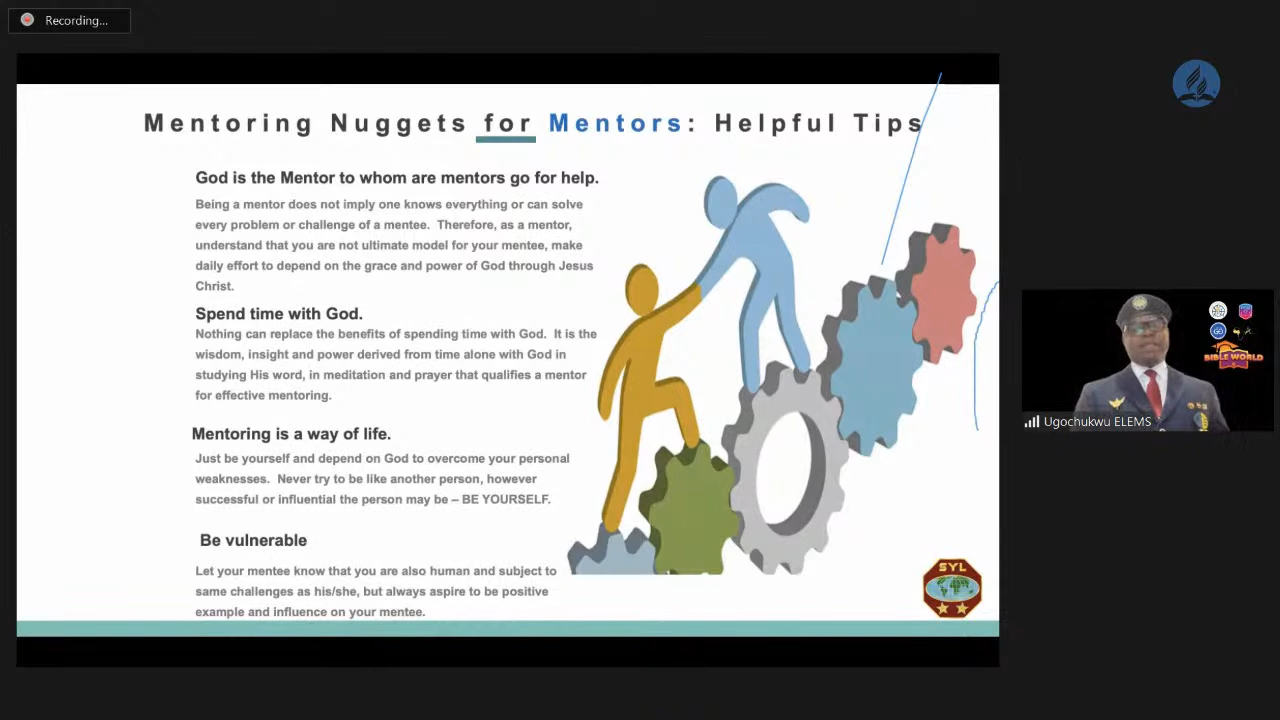 Recording...
Mentoring Nuggets for Mentors: Helpful Tips
God is the Mentor to whom are mentors go for help.
Being a mentor does not imply one knows everything or can solve
every problem or challenge of a mentee. Therefore, as a mentor,
understand that you are not ultimate model for your mentee, make
daily effort to depend on the grace and power of God through Jesus
Christ.
Spend time with God.
Nothing can replace the benefits of spending time with God. It is the
wisdom, insight and power derived from time alone with God in
studying His word, in meditation and prayer that qualifies a mentor
for effective mentoring.
Mentoring is a way of life.
Just be yourself and depend on God to overcome your personal
weaknesses. Never try to be like another person, however
successful or influential the person may be – BE YOURSELF.
Be vulnerable
Let your mentee know that you are also human and subject to
same challenges as his/she, but always aspire to be positive
example and influence on your mentee.
SYL
BIBLE WORLD
Ugochukwu ELEMS